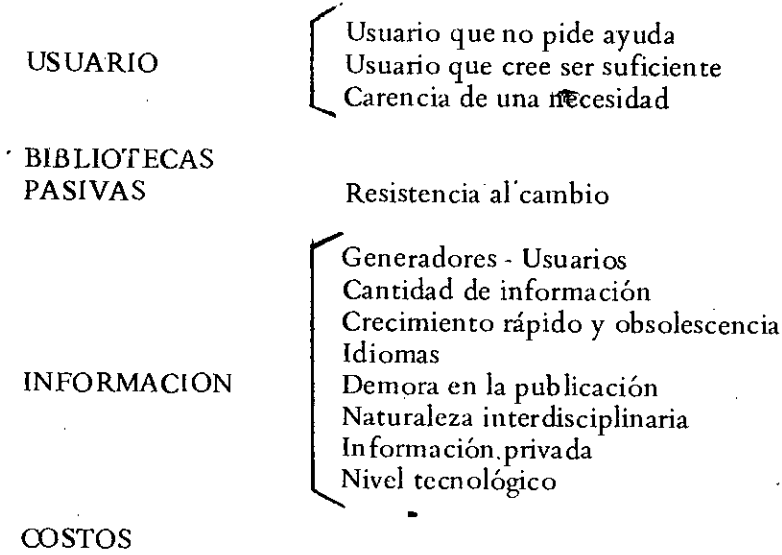 USUARIO
Usuario que no pide ayuda
Usuario que cree ser suficiente
Carencia de una necesidad
BIBLIOTECAS
PASIVAS
Resistencia al cambio
INFORMACION
Generadores - Usuarios
Cantidad de información
Crecimiento rápido y obsolescencia
Idiomas
Demora en la publicación
Naturaleza interdisciplinaria
Información privada
Nivel tecnológico
COSTOS